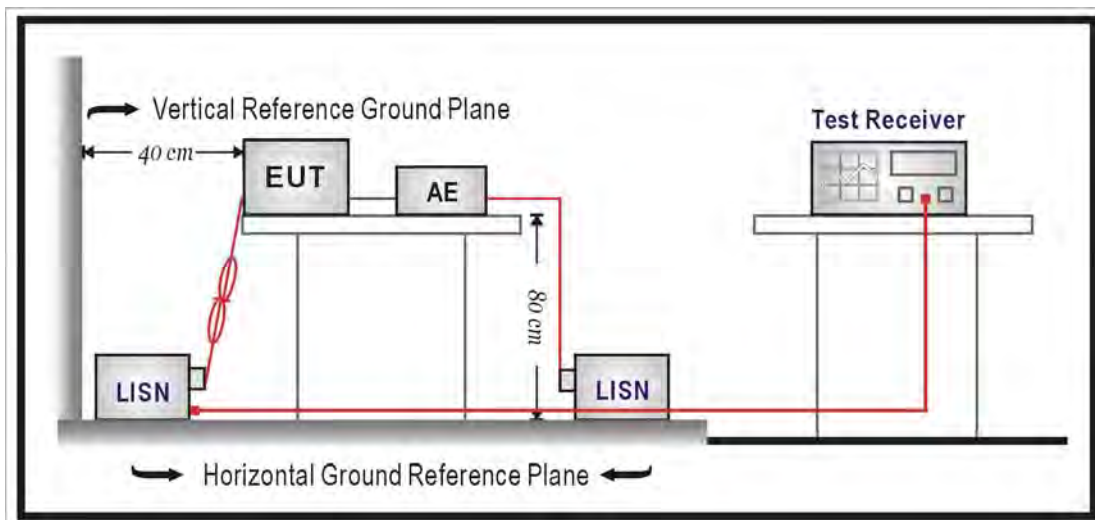 Vertical Reference Ground Plane
40 cm
EUT
AE
Test Receiver
80 cm
LISN
LISN
Horizontal Ground Reference Plane